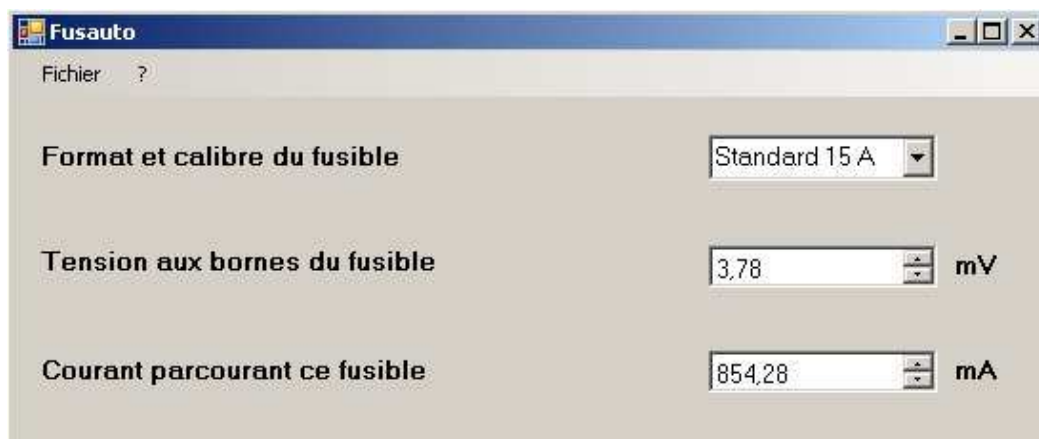 Fusauto
Fichier ?
Format et calibre du fusible Standard 15 A
Tension aux bornes du fusible 3,78 mV
Courant parcourant ce fusible 854,28 mA